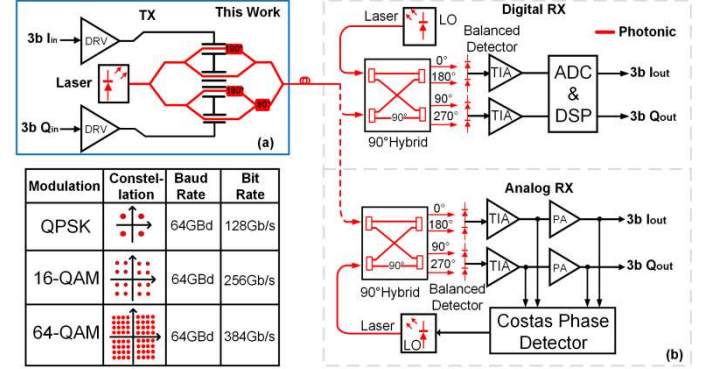 TX
This Work
3b Iin
DRV
180°
Laser
180°
90°
3b Qin
DRV
(a)
Modulation
Constel-
lation
Baud
Rate
Bit
Rate
QPSK
64GBd
128Gb/s
16-QAM
64GBd
256Gb/s
64-QAM
64GBd
384Gb/s
Digital RX
Laser
LO
Balanced
Detector
Photonic
0°
180°
90°
270°
90°
90°Hybrid
TIA
TIA
ADC
&
DSP
3b Iout
3b Qout
Analog RX
0°
180°
90°
270°
90°
90°Hybrid
Balanced
Detector
TIA
PA
3b Iout
TIA
PA
3b Qout
Laser
LO
Costas Phase
Detector
(b)